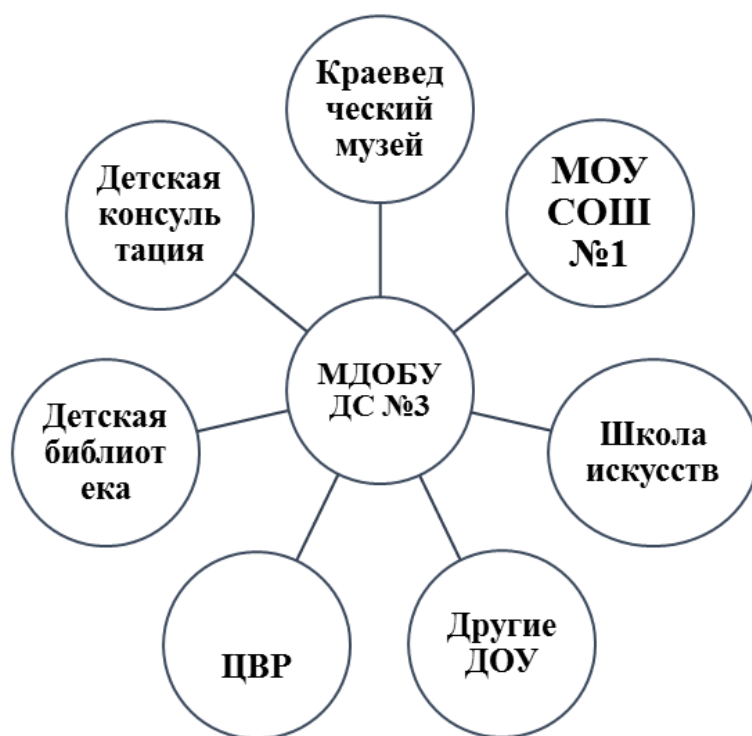 Краевед
ческий
музей
МОУ
СОШ
№1
Детская
консуль
тация
МДОБУ
ДС №3
Школа
искусств
Детская
библиот
ека
Другие
ДОУ
ЦВР